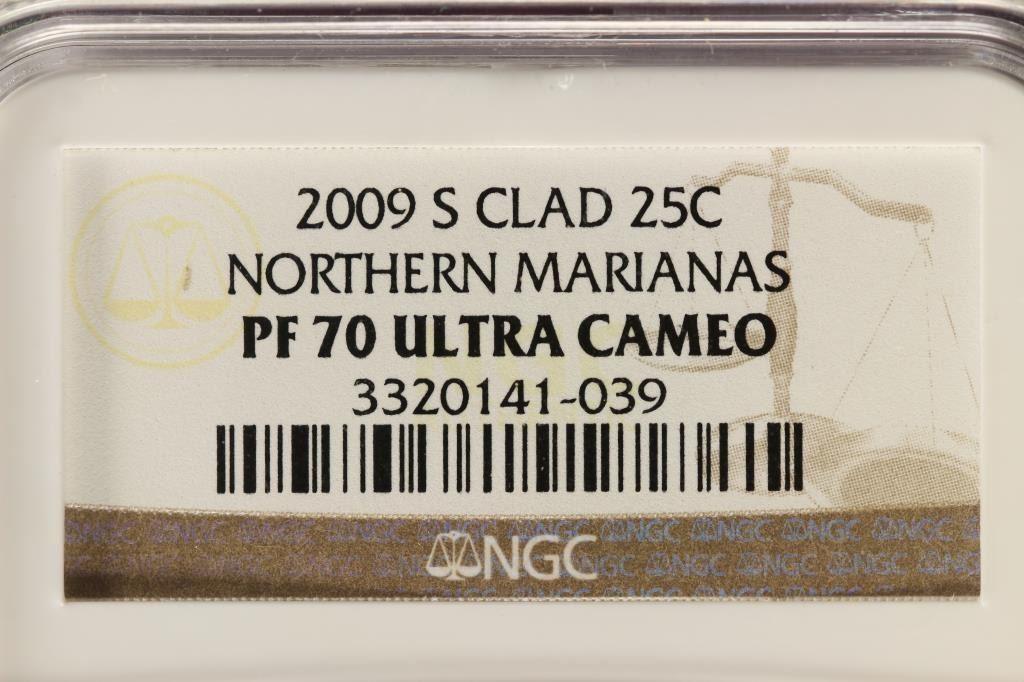 2009 S CLAD 25C
NORTHERN MARIANAS
PF 70 ULTRA CAMEO
3320141-039
NGC